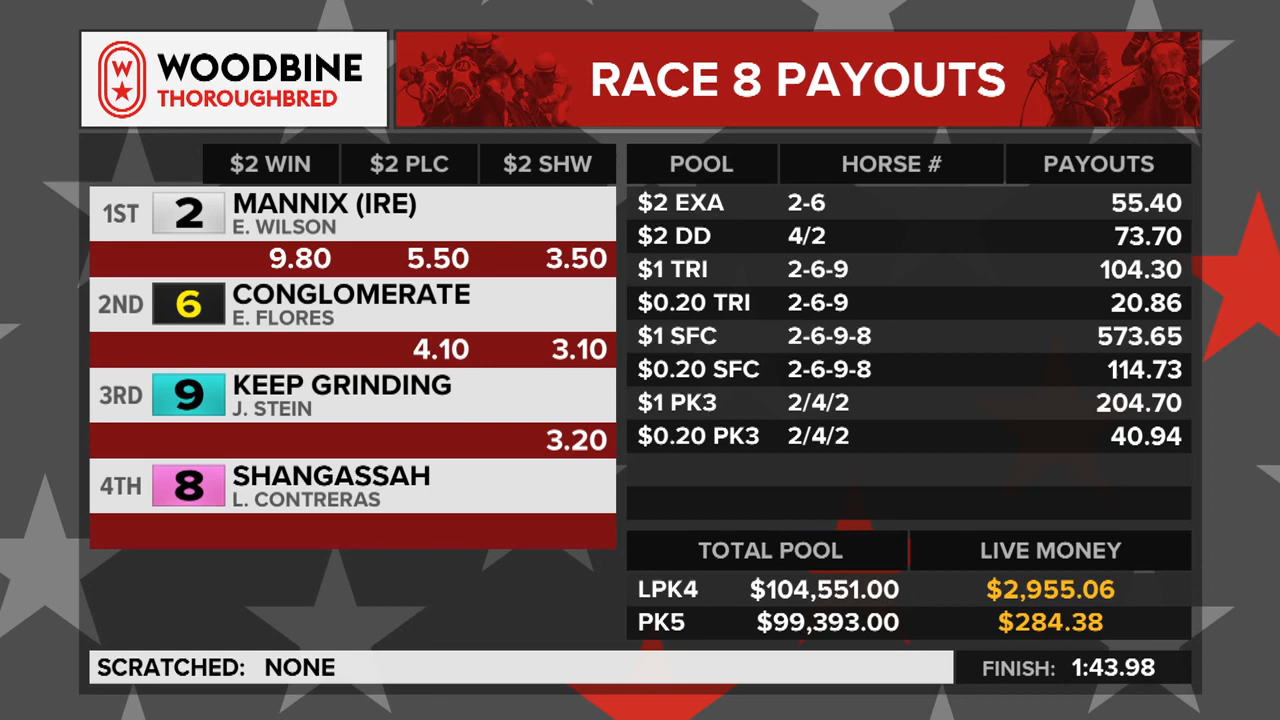 WOODBINE
THOROUGHBRED
RACE 8 PAYOUTS
$2 WIN $2 PLC $2 SHW
1ST 2 MANNIX (IRE)
E. WILSON
9.80 5.50 3.50
2ND 6 CONGLOMERATE
E. FLORES
4.10 3.10
3RD 9 KEEP GRINDING
J. STEIN
3.20
4TH 8 SHANGASSAH
L. CONTRERAS
POOL HORSE # PAYOUTS
$2 EXA 2-6 55.40
$2 DD 4/2 73.70
$1 TRI 2-6-9 104.30
$0.20 TRI 2-6-9 20.86
$1 SFC 2-6-9-8 573.65
$0.20 SFC 2-6-9-8 114.73
$1 PK3 2/4/2 204.70
$0.20 PK3 2/4/2 40.94
TOTAL POOL LIVE MONEY
LPK4 $104,551.00 $2,955.06
PK5 $99,393.00 $284.38
SCRATCHED: NONE
FINISH: 1:43.98